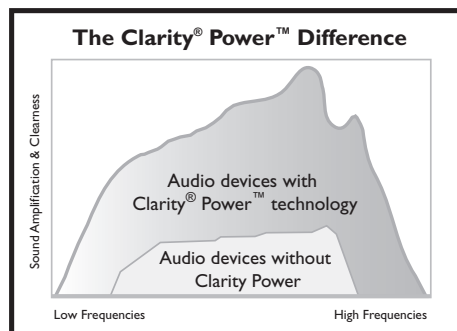 The Clarity® Power™ Difference
Sound Amplification & Clearness
Audio devices with
Clarity® Power™ technology
Audio devices without
Clarity Power
Low Frequencies
High Frequencies